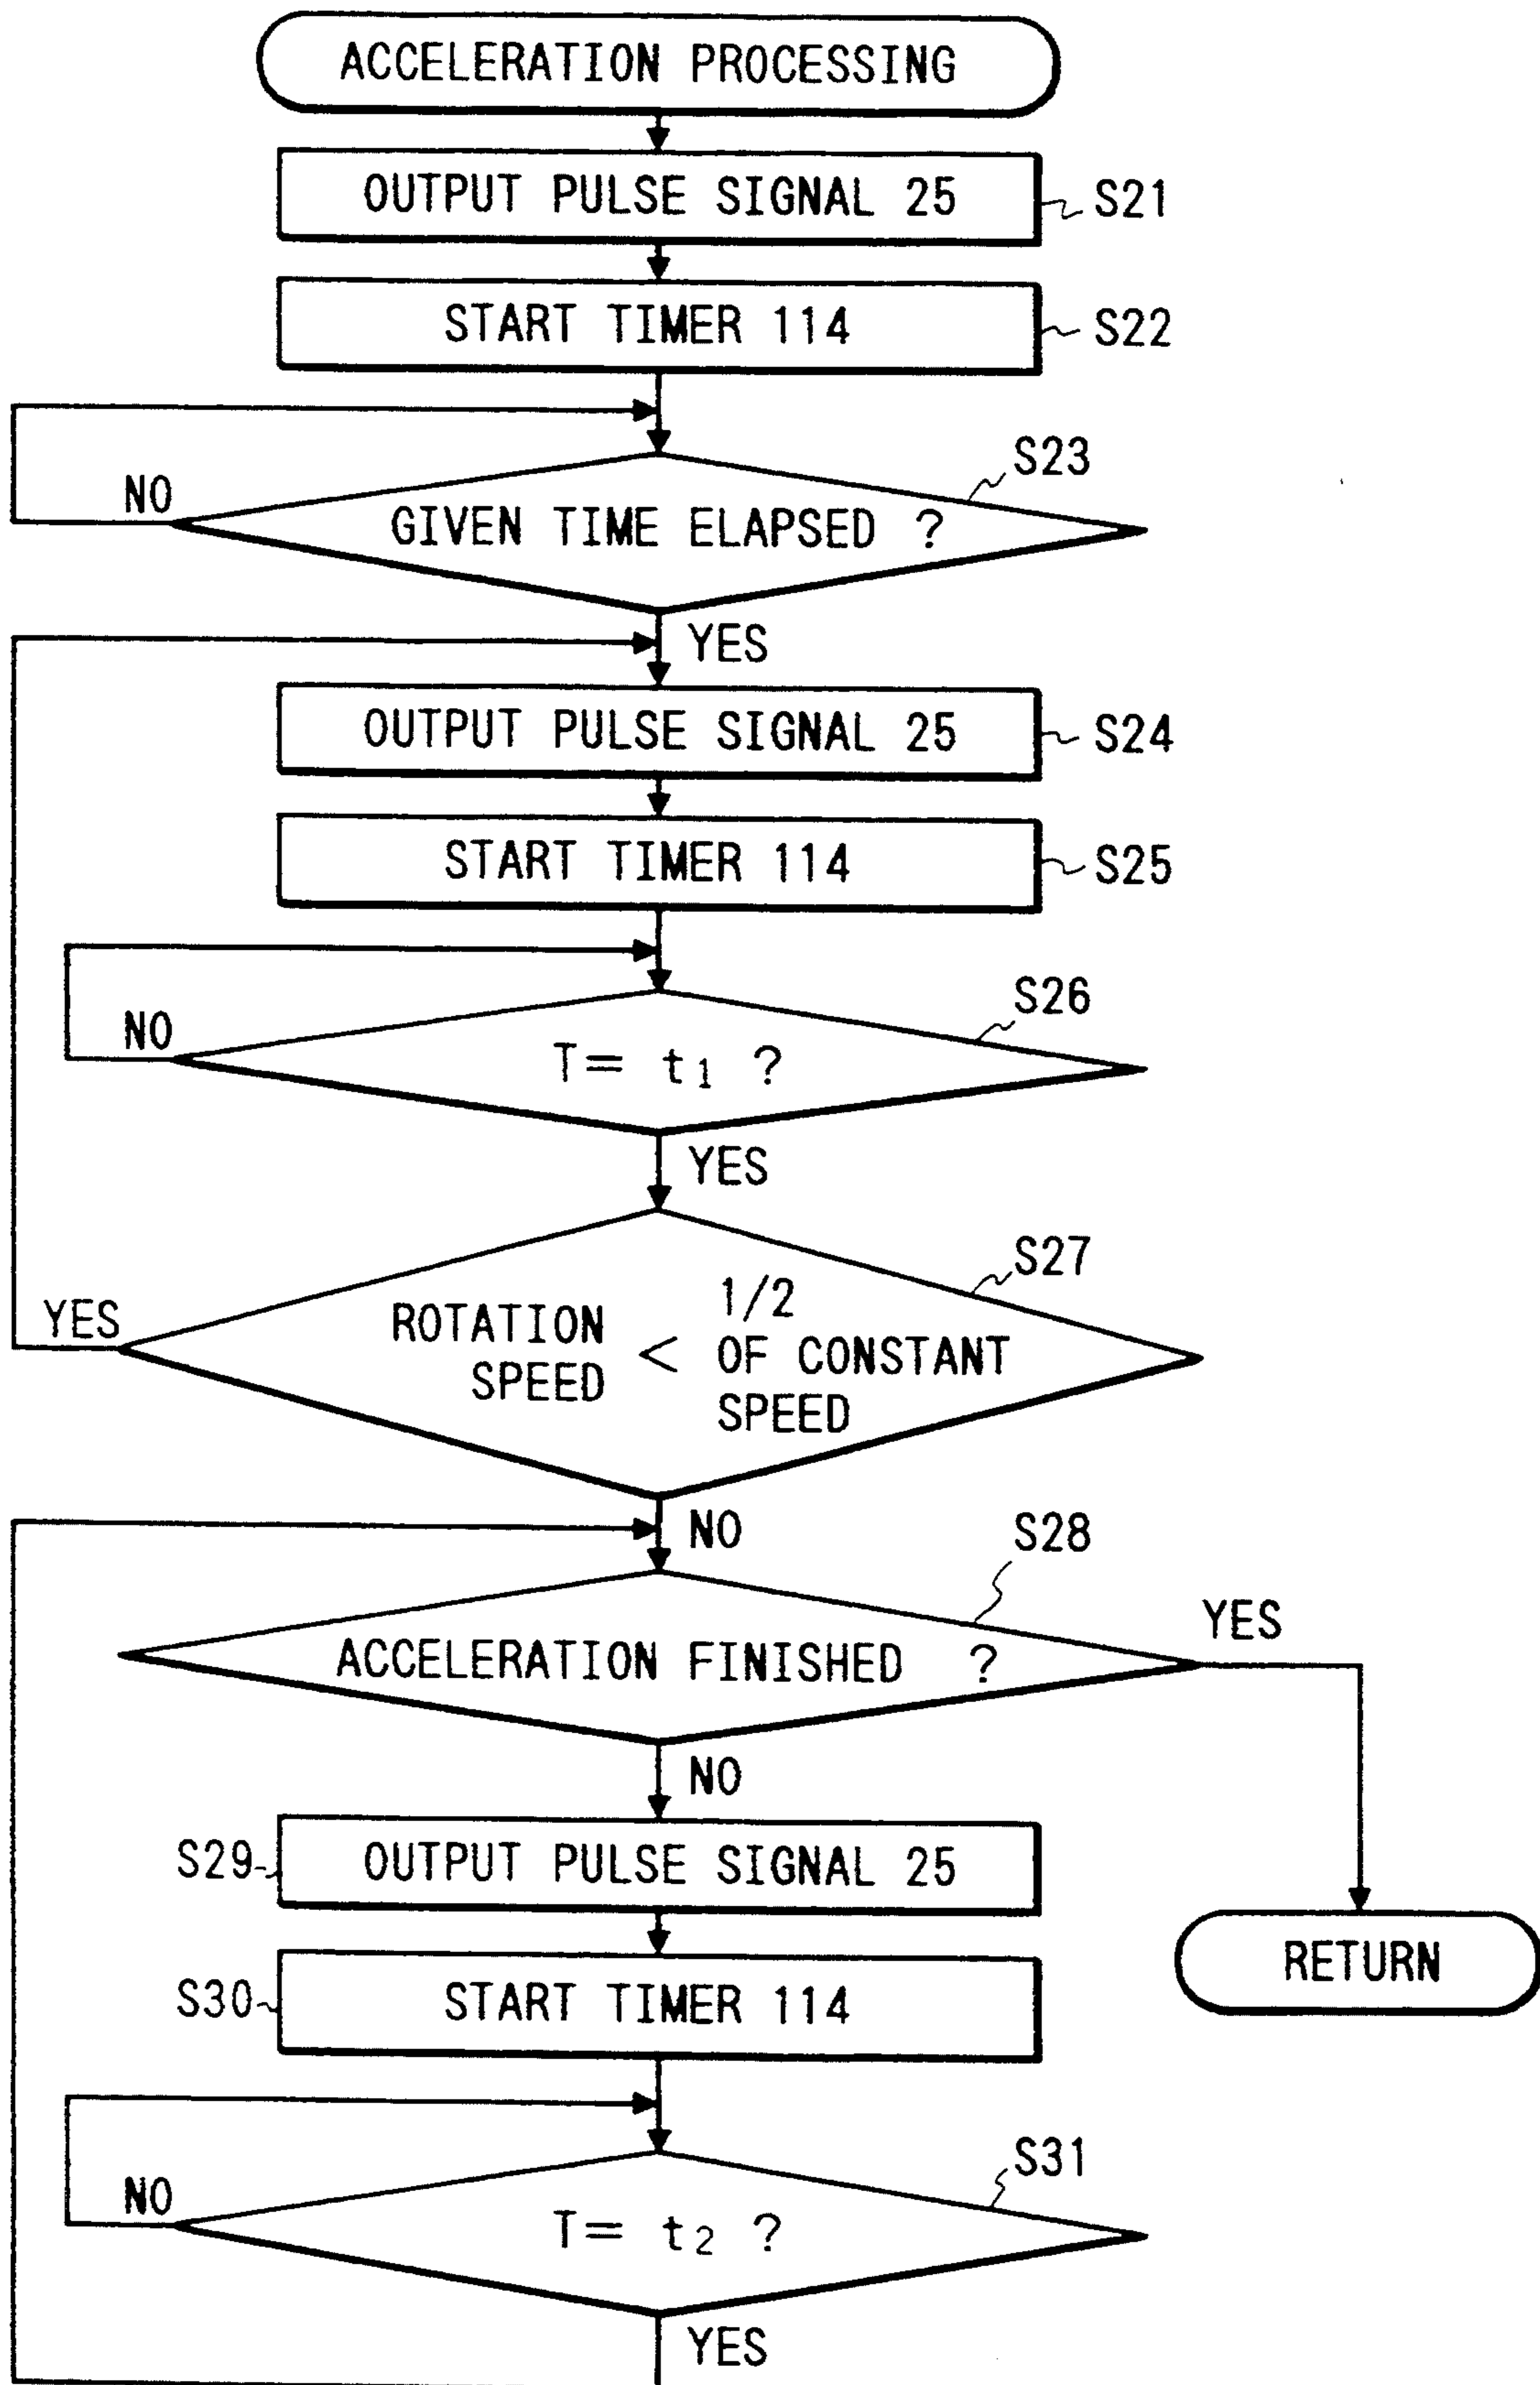 ACCELERATION PROCESSING
OUTPUT PULSE SIGNAL 25
S21
START TIMER 114
S22
S23
NO
GIVEN TIME ELAPSED ?
YES
OUTPUT PULSE SIGNAL 25
S24
START TIMER 114
S25
S26
NO
T= t1 ?
YES
S27
YES
ROTATION
SPEED
<
1/2
OF CONSTANT
SPEED
NO
S28
YES
ACCELERATION FINISHED ?
NO
S29
OUTPUT PULSE SIGNAL 25
RETURN
S30
START TIMER 114
S31
NO
T= t2 ?
YES